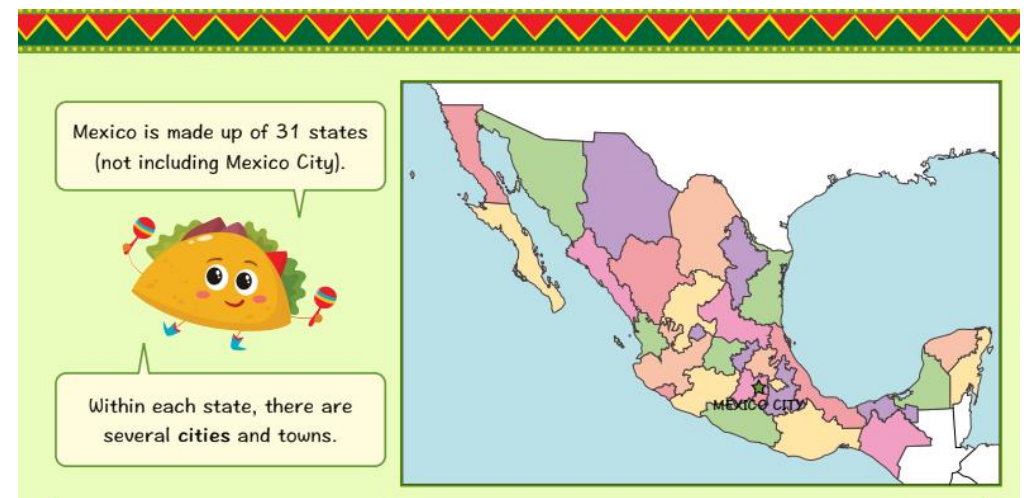 Mexico is made up of 31 states
(not including Mexico City).
MEXICO CITY
Within each state, there are
several cities and towns.